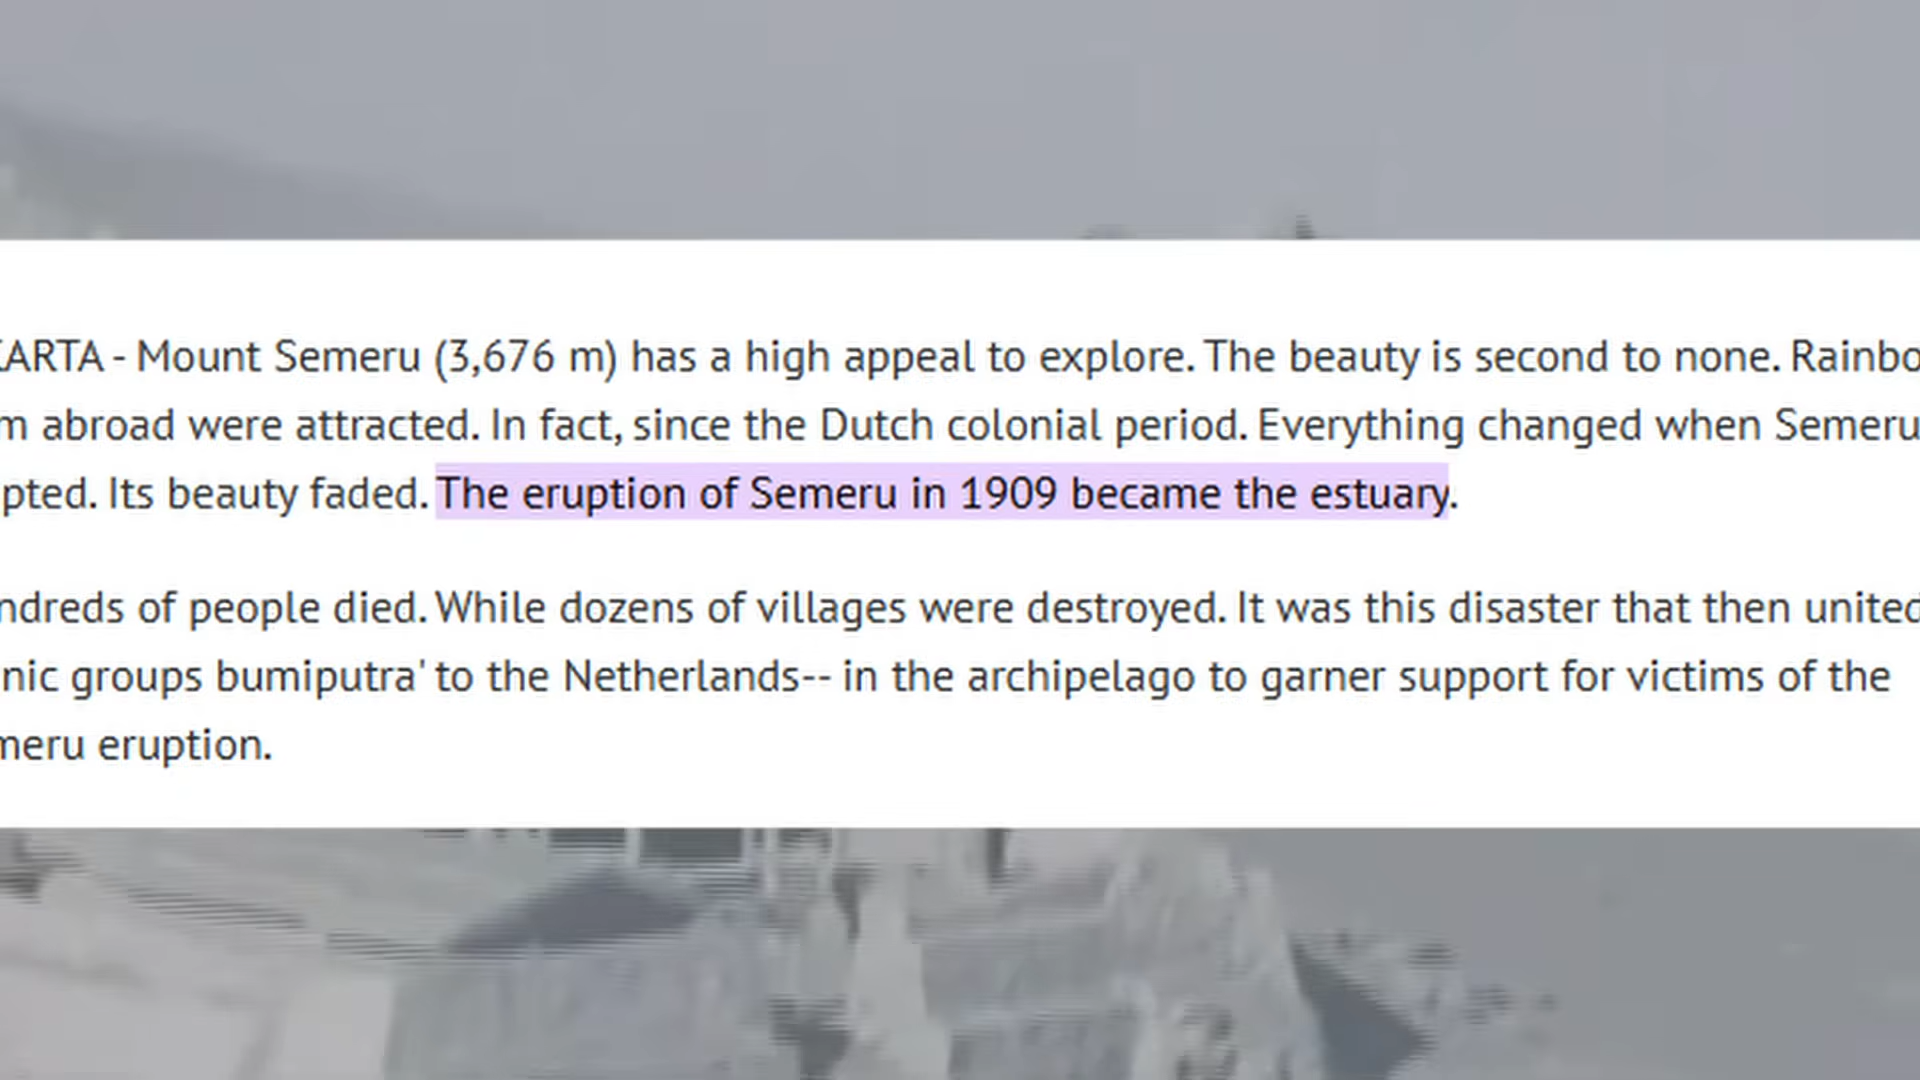 KARTA - Mount Semeru (3,676 m) has a high appeal to explore. The beauty is second to none. Rainbo
m abroad were attracted. In fact, since the Dutch colonial period. Everything changed when Semeru
pted. Its beauty faded. The eruption of Semeru in 1909 became the estuary.
ndreds of people died. While dozens of villages were destroyed. It was this disaster that then united
nic groups bumiputra' to the Netherlands-- in the archipelago to garner support for victims of the
meru eruption.